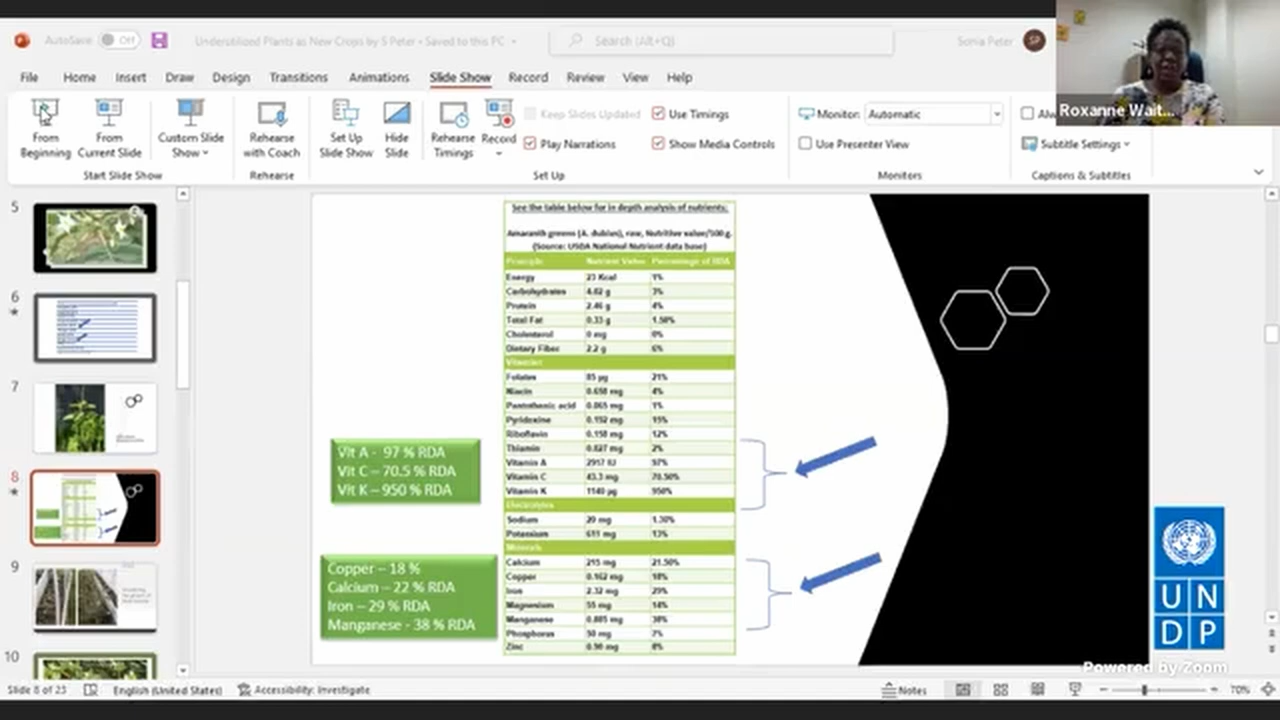 AutoSave Off
Underutilized Plants as New Crops by S Peter • Saved to this PC
Search (Alt+Q)
Sonia Peter
SP
File Home Insert Draw Design Transitions Animations Slide Show Record Review View Help
From Beginning
From Current Slide
Custom Slide Show
Start Slide Show
Rehearse with Coach
Rehearse
Set Up Slide Show
Hide Slide
Rehearse Timings
Record
Keep Slides Updated
Use Timings
Play Narrations
Show Media Controls
Set Up
Monitor: Automatic
Use Presenter View
Monitors
Subtitle Settings
Captions & Subtitles
Roxanne Wait...
5
6
7
8
9
10
See the table below for in depth analysis of nutrients:
Amaranth greens (A. dubius), raw, Nutritive value/100 g.
(Source: USDA National Nutrient data base)
Principle Nutrient Value Percentage of RDA
Energy 23 Kcal 1%
Carbohydrates 4.02 g 3%
Protein 2.46 g 4%
Total Fat 0.33 g 1.50%
Cholesterol 0 mg 0%
Dietary Fiber 2.2 g 6%
Vitamins
Folates 85 µg 21%
Niacin 0.658 mg 4%
Pantothenic acid 0.065 mg 1%
Pyridoxine 0.192 mg 15%
Riboflavin 0.158 mg 12%
Thiamin 0.027 mg 2%
Vitamin A 2917 IU 97%
Vitamin C 43.3 mg 70.50%
Vitamin K 1140 µg 950%
Electrolytes
Sodium 20 mg 1.30%
Potassium 611 mg 13%
Minerals
Calcium 215 mg 21.50%
Copper 0.162 mg 18%
Iron 2.32 mg 29%
Magnesium 55 mg 14%
Manganese 0.885 mg 38%
Phosphorus 50 mg 7%
Zinc 0.90 mg 8%
Vit A - 97 % RDA
Vit C – 70.5 % RDA
Vit K – 950 % RDA
Copper – 18 %
Calcium – 22 % RDA
Iron – 29 % RDA
Manganese - 38 % RDA
UN
DP
Powered by Zoom
Slide 8 of 23 English (United States) Accessibility: Investigate
Notes
70%